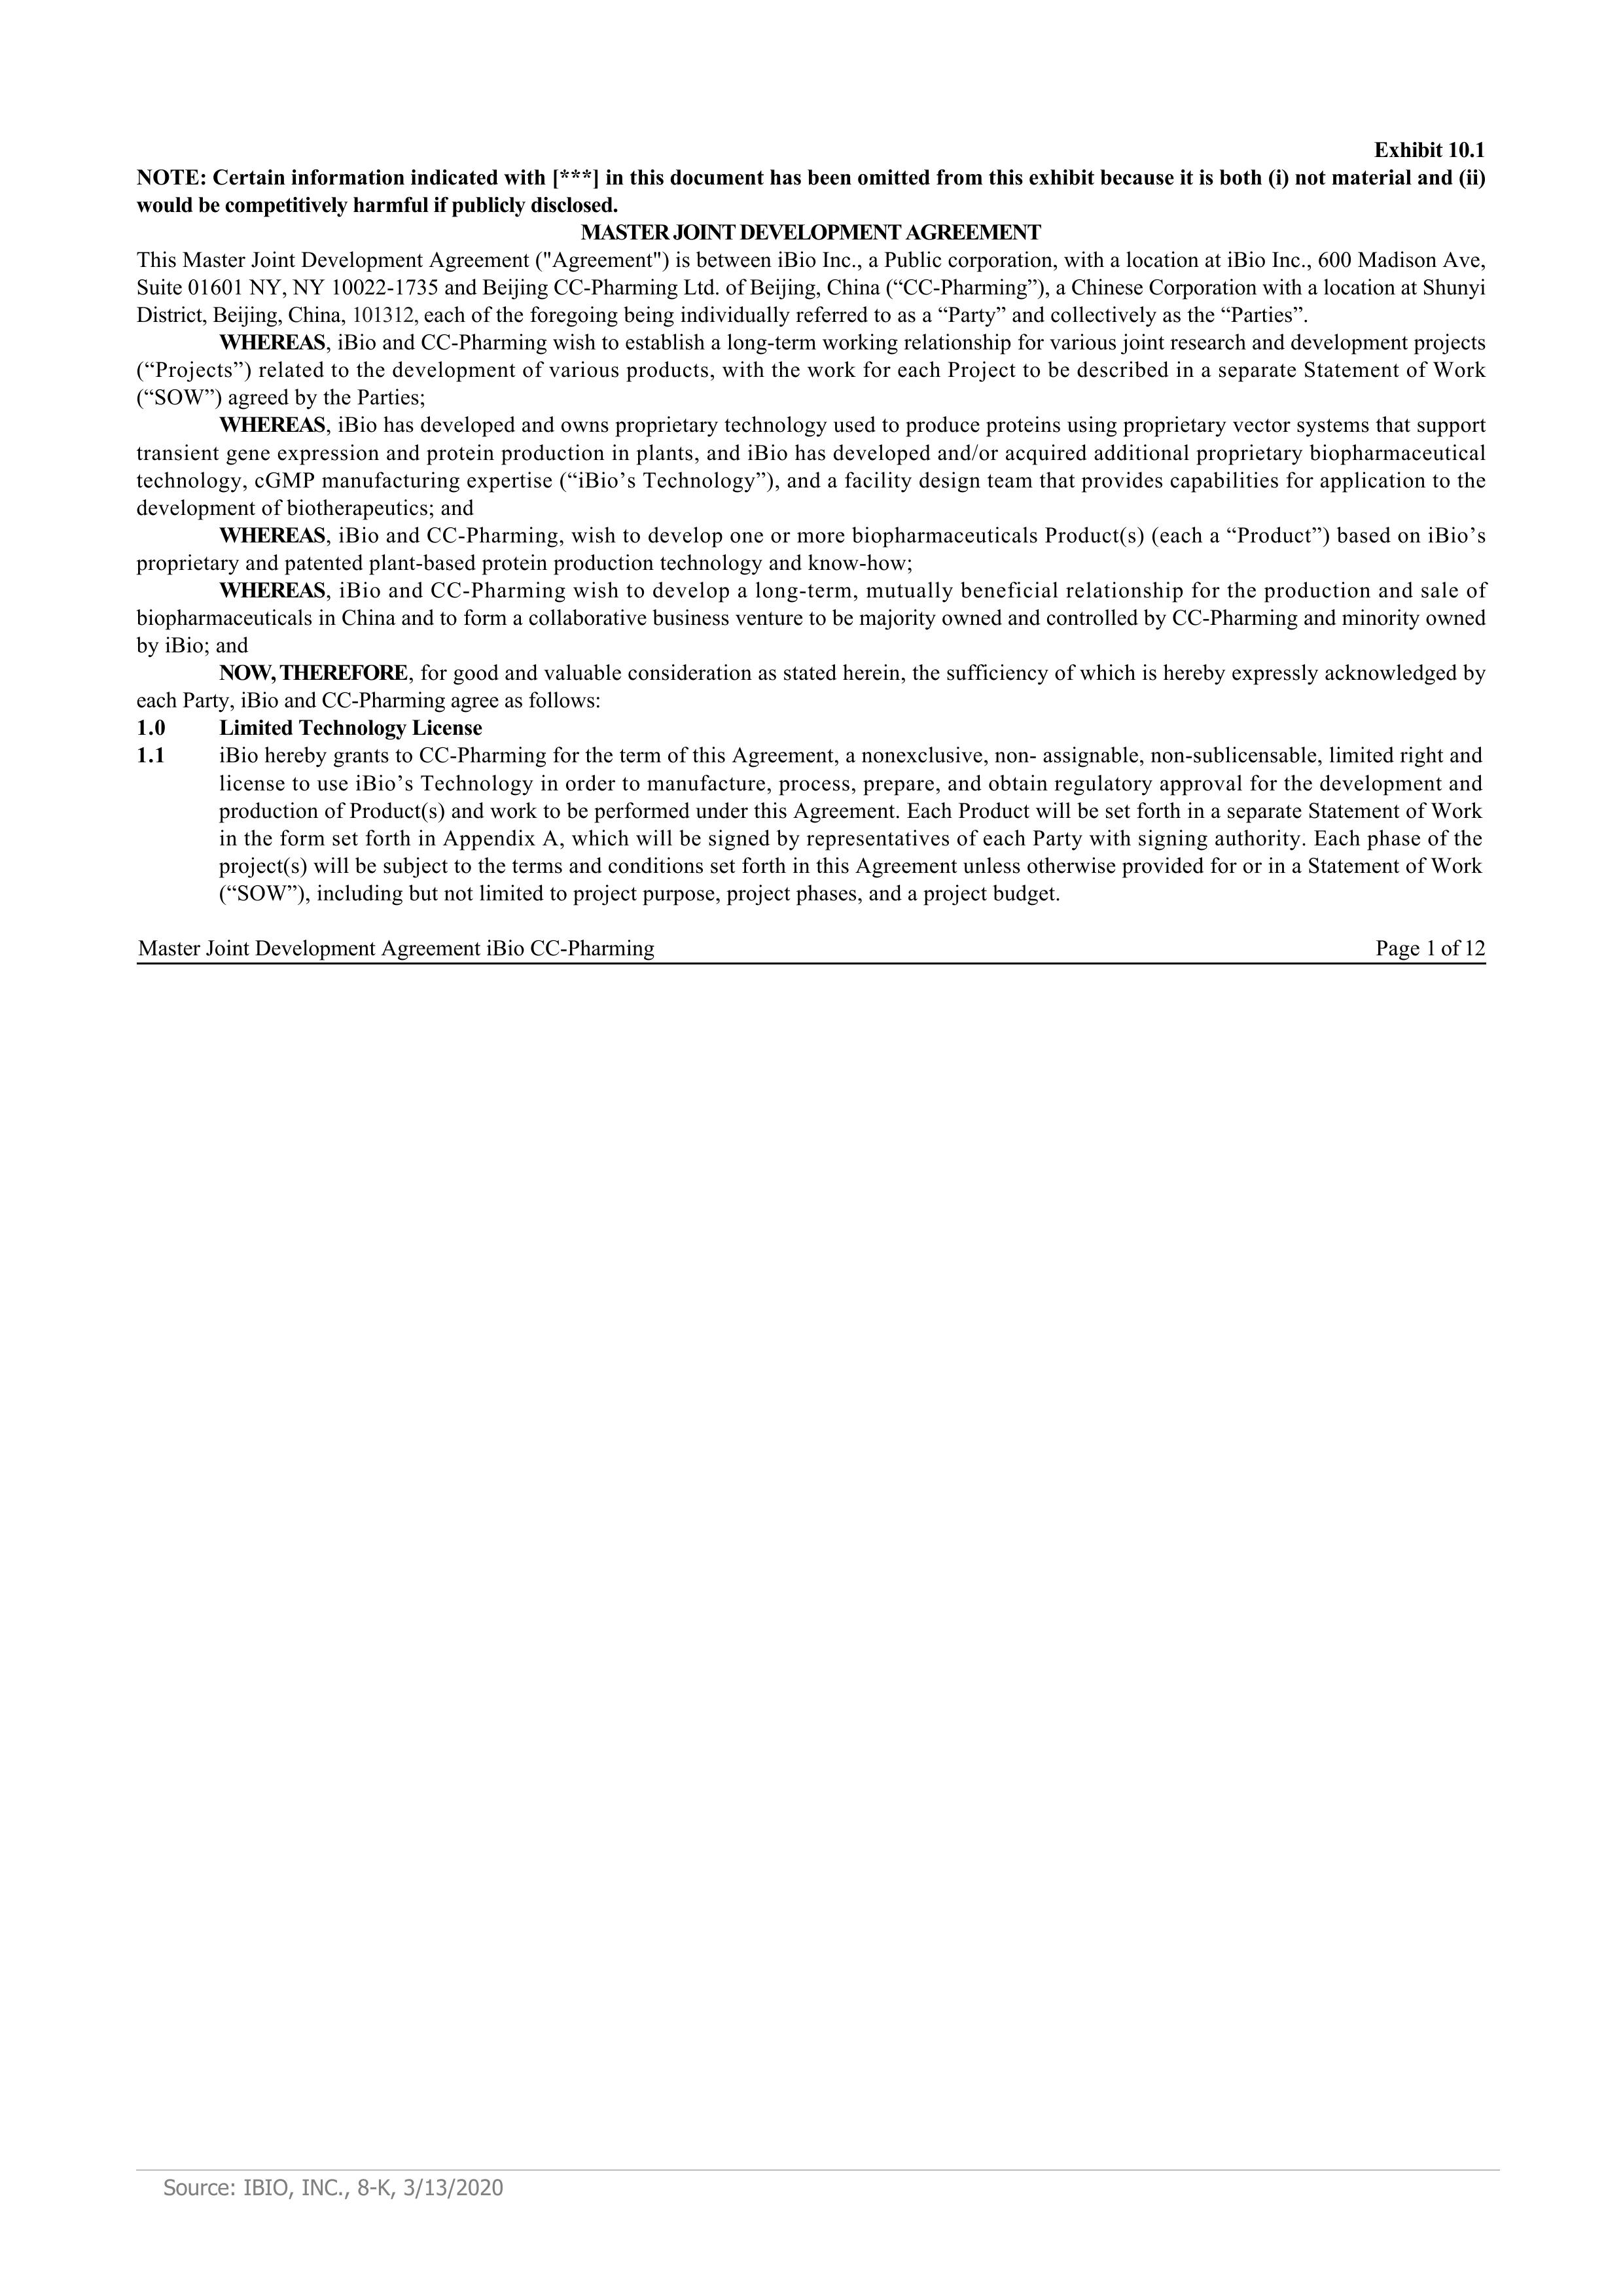 Exhibit 10.1
NOTE: Certain information indicated with [***] in this document has been omitted from this exhibit because it is both (i) not material and (ii)
would be competitively harmful if publicly disclosed.
MASTER JOINT DEVELOPMENT AGREEMENT
This Master Joint Development Agreement ("Agreement") is between iBio Inc., a Public corporation, with a location at iBio Inc., 600 Madison Ave,
Suite 01601 NY, NY 10022-1735 and Beijing CC-Pharming Ltd. of Beijing, China (“CC-Pharming”), a Chinese Corporation with a location at Shunyi
District, Beijing, China, 101312, each of the foregoing being individually referred to as a “Party” and collectively as the “Parties”.
WHEREAS, iBio and CC-Pharming wish to establish a long-term working relationship for various joint research and development projects
(“Projects”) related to the development of various products, with the work for each Project to be described in a separate Statement of Work
(“SOW”) agreed by the Parties;
WHEREAS, iBio has developed and owns proprietary technology used to produce proteins using proprietary vector systems that support
transient gene expression and protein production in plants, and iBio has developed and/or acquired additional proprietary biopharmaceutical
technology, cGMP manufacturing expertise (“iBio’s Technology”), and a facility design team that provides capabilities for application to the
development of biotherapeutics; and
WHEREAS, iBio and CC-Pharming, wish to develop one or more biopharmaceuticals Product(s) (each a “Product”) based on iBio’s
proprietary and patented plant-based protein production technology and know-how;
WHEREAS, iBio and CC-Pharming wish to develop a long-term, mutually beneficial relationship for the production and sale of
biopharmaceuticals in China and to form a collaborative business venture to be majority owned and controlled by CC-Pharming and minority owned
by iBio; and
NOW, THEREFORE, for good and valuable consideration as stated herein, the sufficiency of which is hereby expressly acknowledged by
each Party, iBio and CC-Pharming agree as follows:
1.0 Limited Technology License
1.1 iBio hereby grants to CC-Pharming for the term of this Agreement, a nonexclusive, non- assignable, non-sublicensable, limited right and
license to use iBio’s Technology in order to manufacture, process, prepare, and obtain regulatory approval for the development and
production of Product(s) and work to be performed under this Agreement. Each Product will be set forth in a separate Statement of Work
in the form set forth in Appendix A, which will be signed by representatives of each Party with signing authority. Each phase of the
project(s) will be subject to the terms and conditions set forth in this Agreement unless otherwise provided for or in a Statement of Work
(“SOW”), including but not limited to project purpose, project phases, and a project budget.
Master Joint Development Agreement iBio CC-Pharming Page 1 of 12
Source: IBIO, INC., 8-K, 3/13/2020